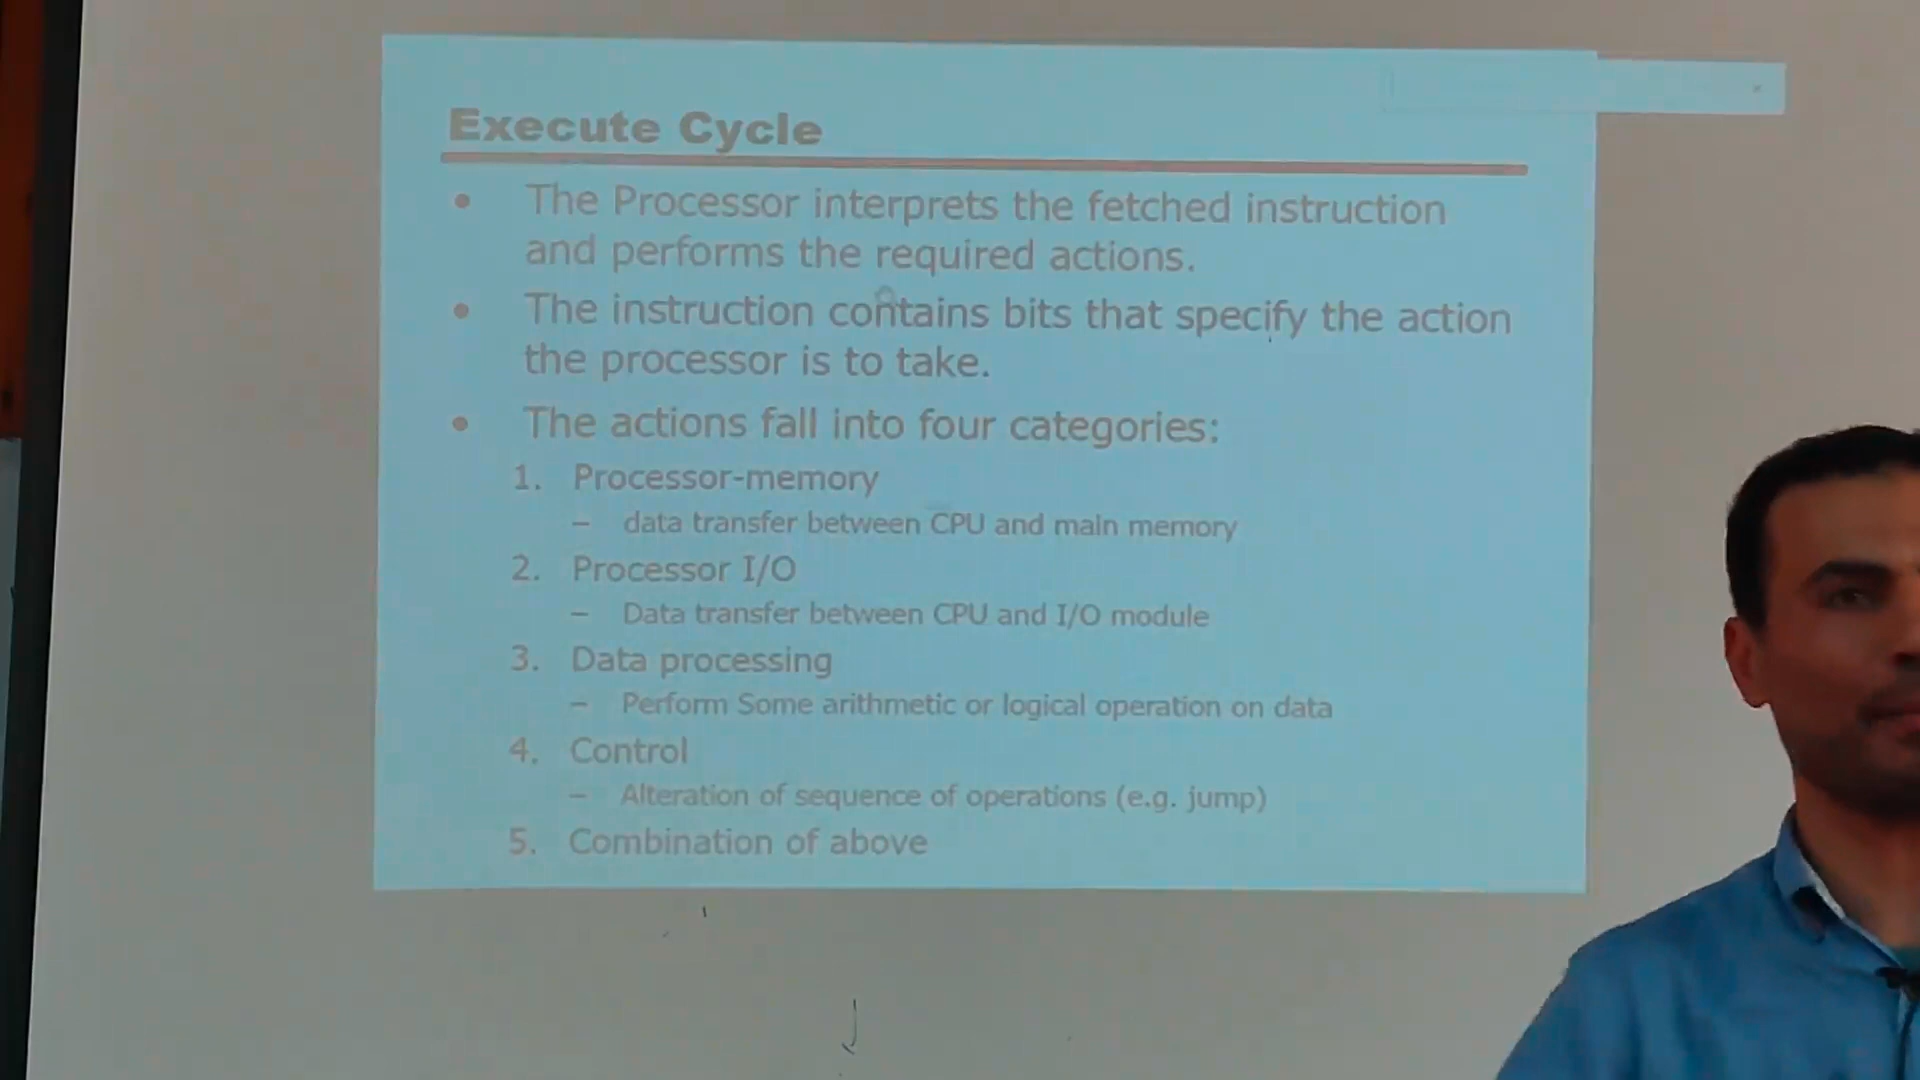 Execute Cycle
• The Processor interprets the fetched instruction
and performs the required actions.
• The instruction contains bits that specify the action
the processor is to take.
• The actions fall into four categories:
1. Processor-memory
– data transfer between CPU and main memory
2. Processor I/O
– Data transfer between CPU and I/O module
3. Data processing
– Perform Some arithmetic or logical operation on data
4. Control
– Alteration of sequence of operations (e.g. jump)
5. Combination of above